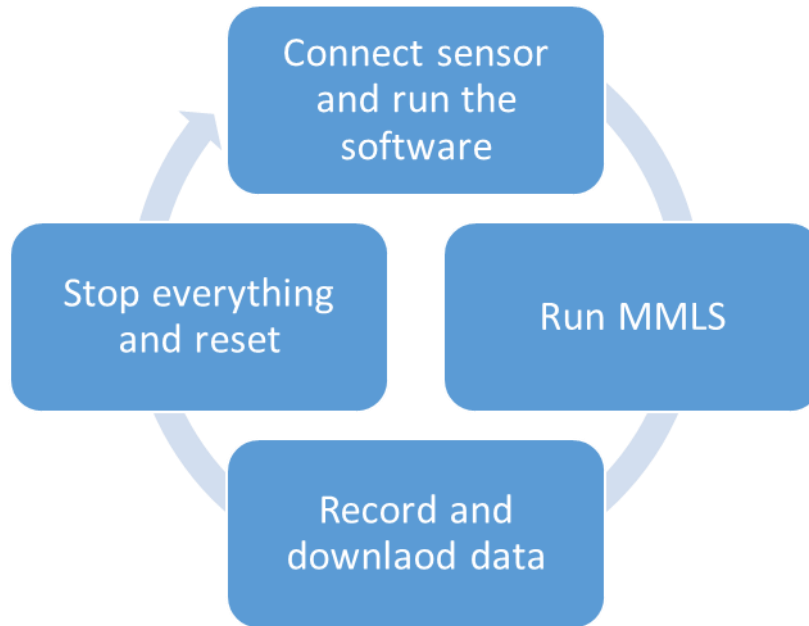 Connect sensor
and run the
software
Run MMLS
Record and
downlaod data
Stop everything
and reset